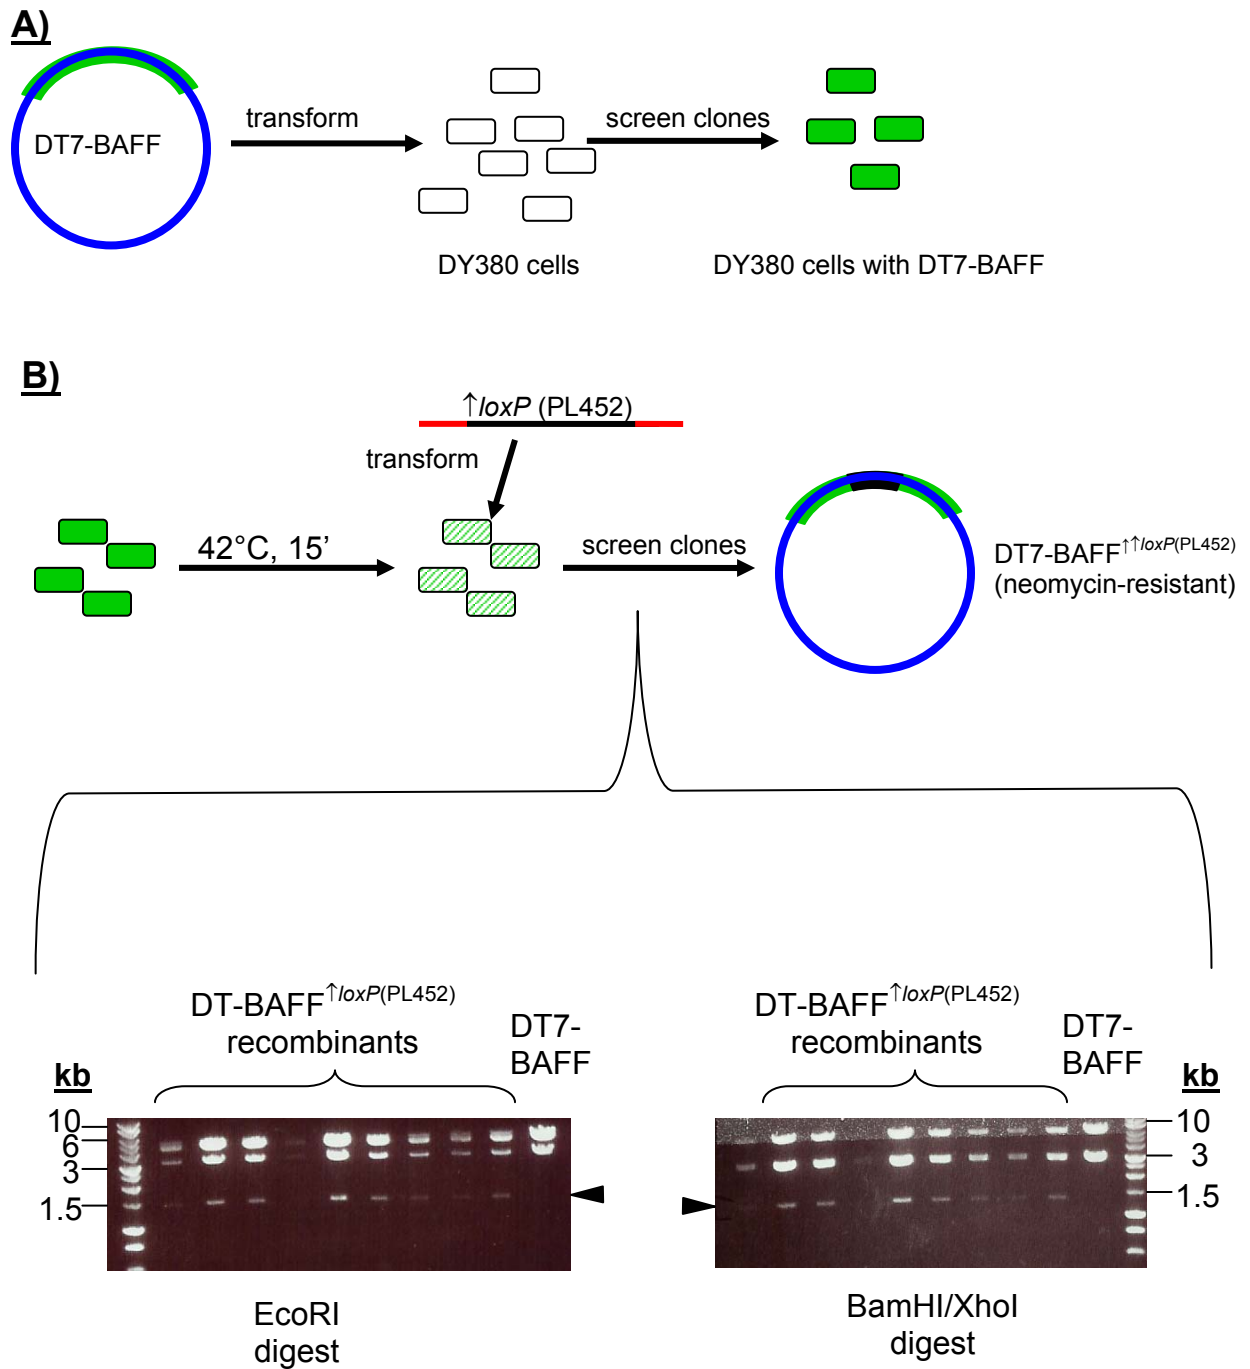 A)
DT7-BAFF
transform
screen clones
DY380 cells
DY380 cells with DT7-BAFF
B)
↑loxP (PL452)
transform
42°C, 15’
screen clones
DT7-BAFF↑↑loxP(PL452)
(neomycin-resistant)
DT-BAFF↑loxP(PL452)
recombinants
DT7-
BAFF
kb
10
6
3
1.5
EcoRI
digest
DT-BAFF↑loxP(PL452)
recombinants
DT7-
BAFF
kb
10
3
1.5
BamHI/XhoI
digest